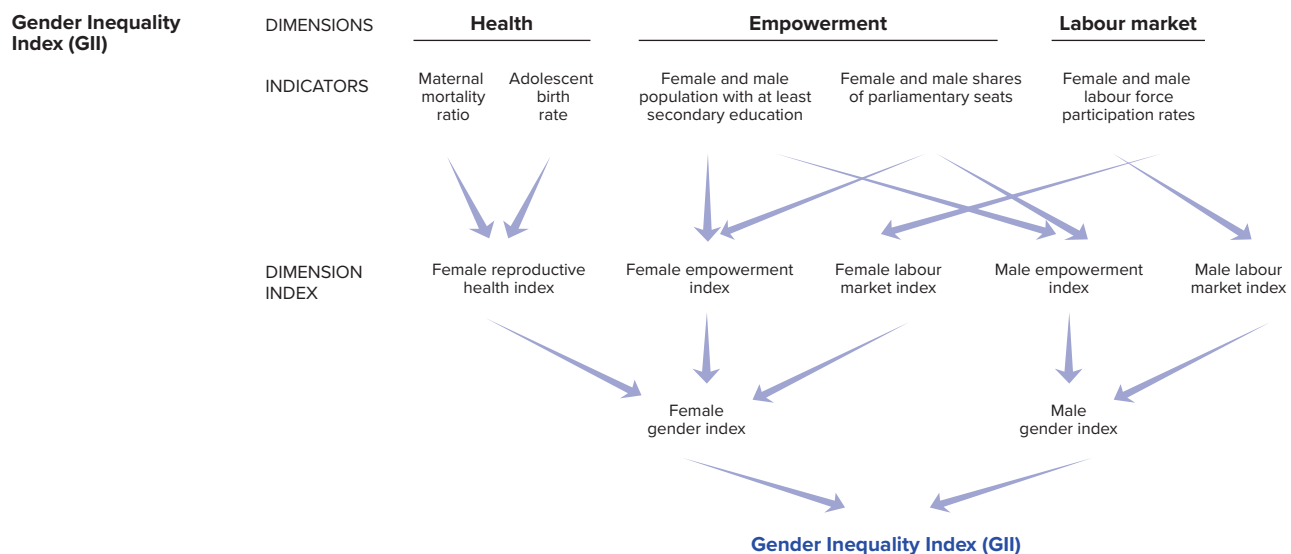 Gender Inequality
Index (GII)
DIMENSIONS
Health
Empowerment
Labour market
INDICATORS
Maternal
mortality
ratio
Adolescent
birth
rate
Female and male
population with at least
secondary education
Female and male shares
of parliamentary seats
Female and male
labour force
participation rates
DIMENSION
INDEX
Female reproductive
health index
Female empowerment
index
Female labour
market index
Male empowerment
index
Male labour
market index
Female
gender index
Male
gender index
Gender Inequality Index (GII)